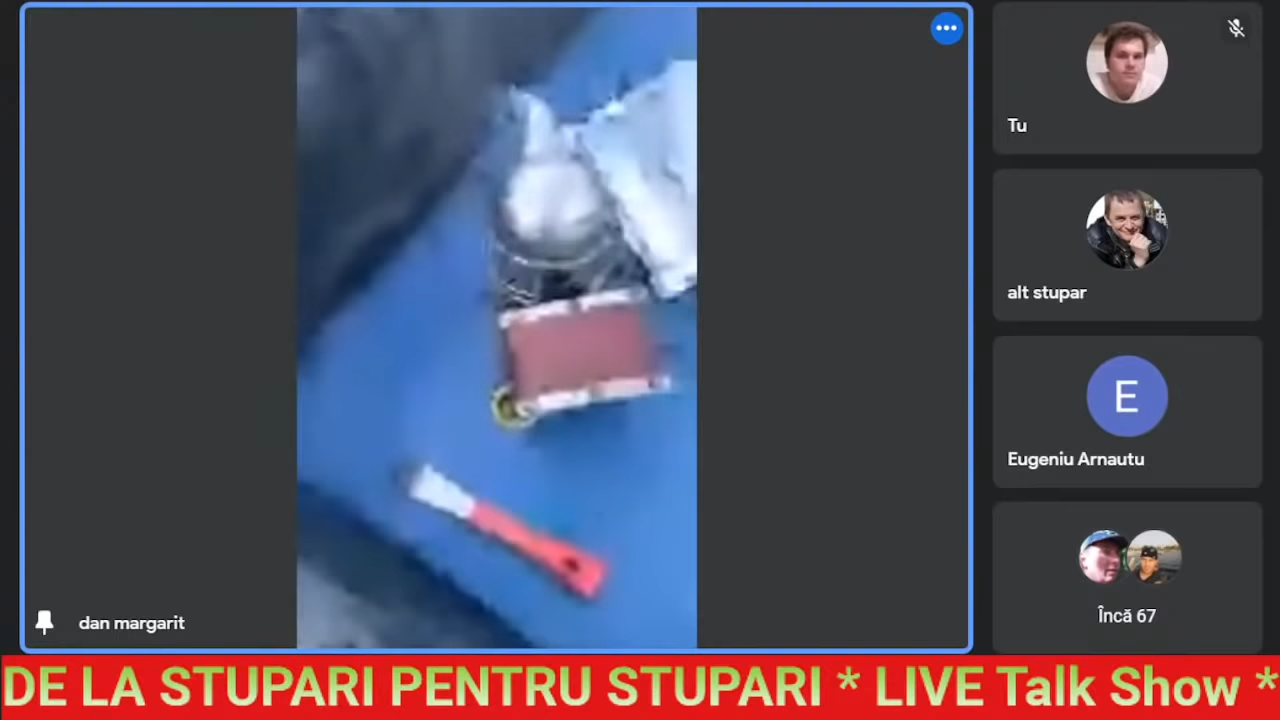 Tu
alt stupar
E
Eugeniu Arnautu
Încă 67
dan margarit
DE LA STUPARI PENTRU STUPARI * LIVE Talk Show *